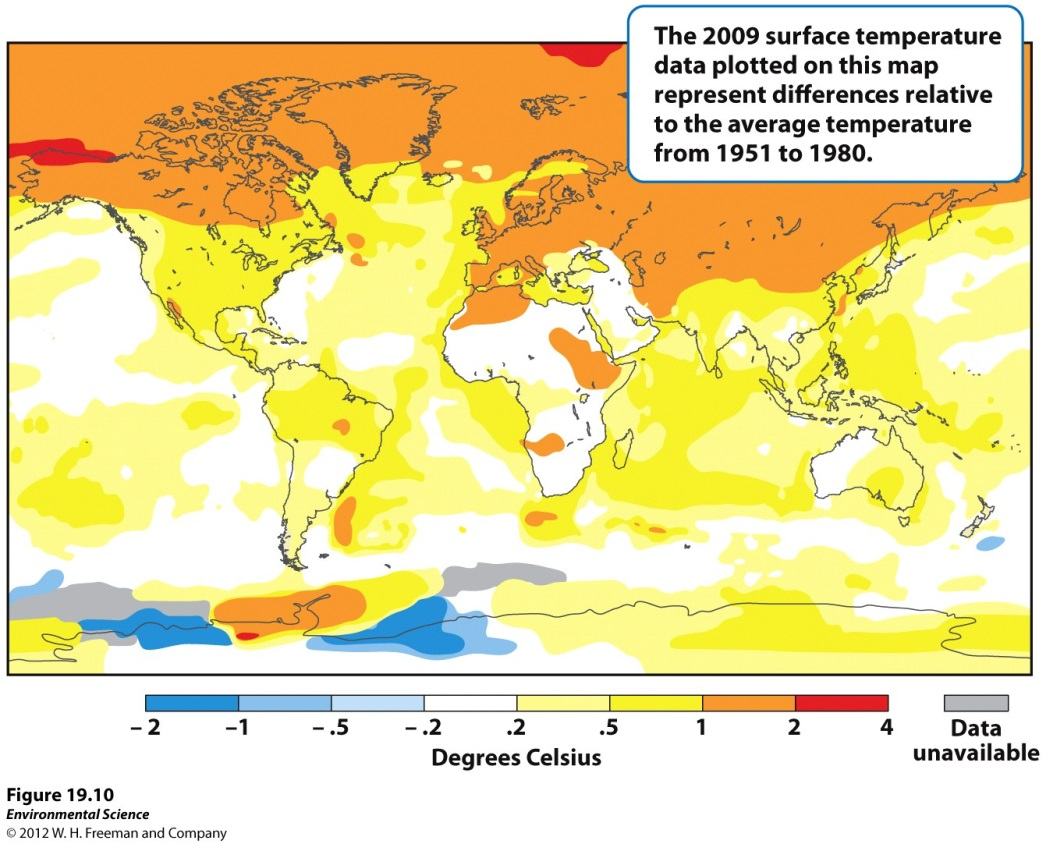 The 2009 surface temperature
data plotted on this map
represent differences relative
to the average temperature
from 1951 to 1980.
– 2 –1 – .5 – .2 .2 .5 1 2 4
Data
unavailable
Degrees Celsius
Figure 19.10
Environmental Science
© 2012 W. H. Freeman and Company